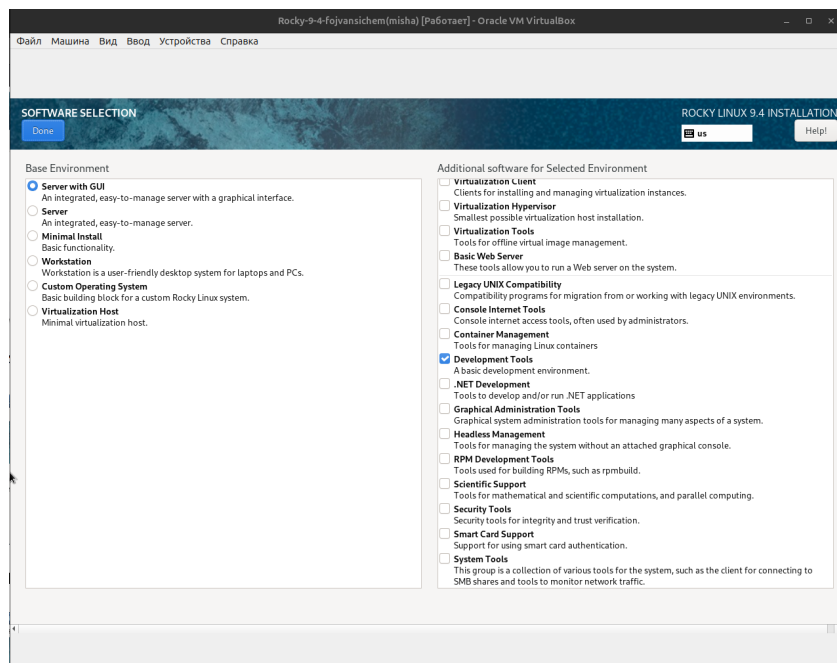 Rocky-9-4-fojvansichem(misha) [Работает] - Oracle VM VirtualBox
Файл Машина Вид Ввод Устройства Справка
SOFTWARE SELECTION
Done
ROCKY LINUX 9.4 INSTALLATION
us
Help!
Base Environment
Server with GUI
An integrated, easy-to-manage server with a graphical interface.
Server
An integrated, easy-to-manage server.
Minimal Install
Basic functionality.
Workstation
Workstation is a user-friendly desktop system for laptops and PCs.
Custom Operating System
Basic building block for a custom Rocky Linux system.
Virtualization Host
Minimal virtualization host.
Additional software for Selected Environment
Virtualization Client
Clients for installing and managing virtualization instances.
Virtualization Hypervisor
Smallest possible virtualization host installation.
Virtualization Tools
Tools for offline virtual image management.
Basic Web Server
These tools allow you to run a Web server on the system.
Legacy UNIX Compatibility
Compatibility programs for migration from or working with legacy UNIX environments.
Console Internet Tools
Console internet access tools, often used by administrators.
Container Management
Tools for managing Linux containers
Development Tools
A basic development environment.
.NET Development
Tools to develop and/or run .NET applications
Graphical Administration Tools
Graphical system administration tools for managing many aspects of a system.
Headless Management
Tools for managing the system without an attached graphical console.
RPM Development Tools
Tools used for building RPMs, such as rpmbuild.
Scientific Support
Tools for mathematical and scientific computations, and parallel computing.
Security Tools
Security tools for integrity and trust verification.
Smart Card Support
Support for using smart card authentication.
System Tools
This group is a collection of various tools for the system, such as the client for connecting to
SMB shares and tools to monitor network traffic.